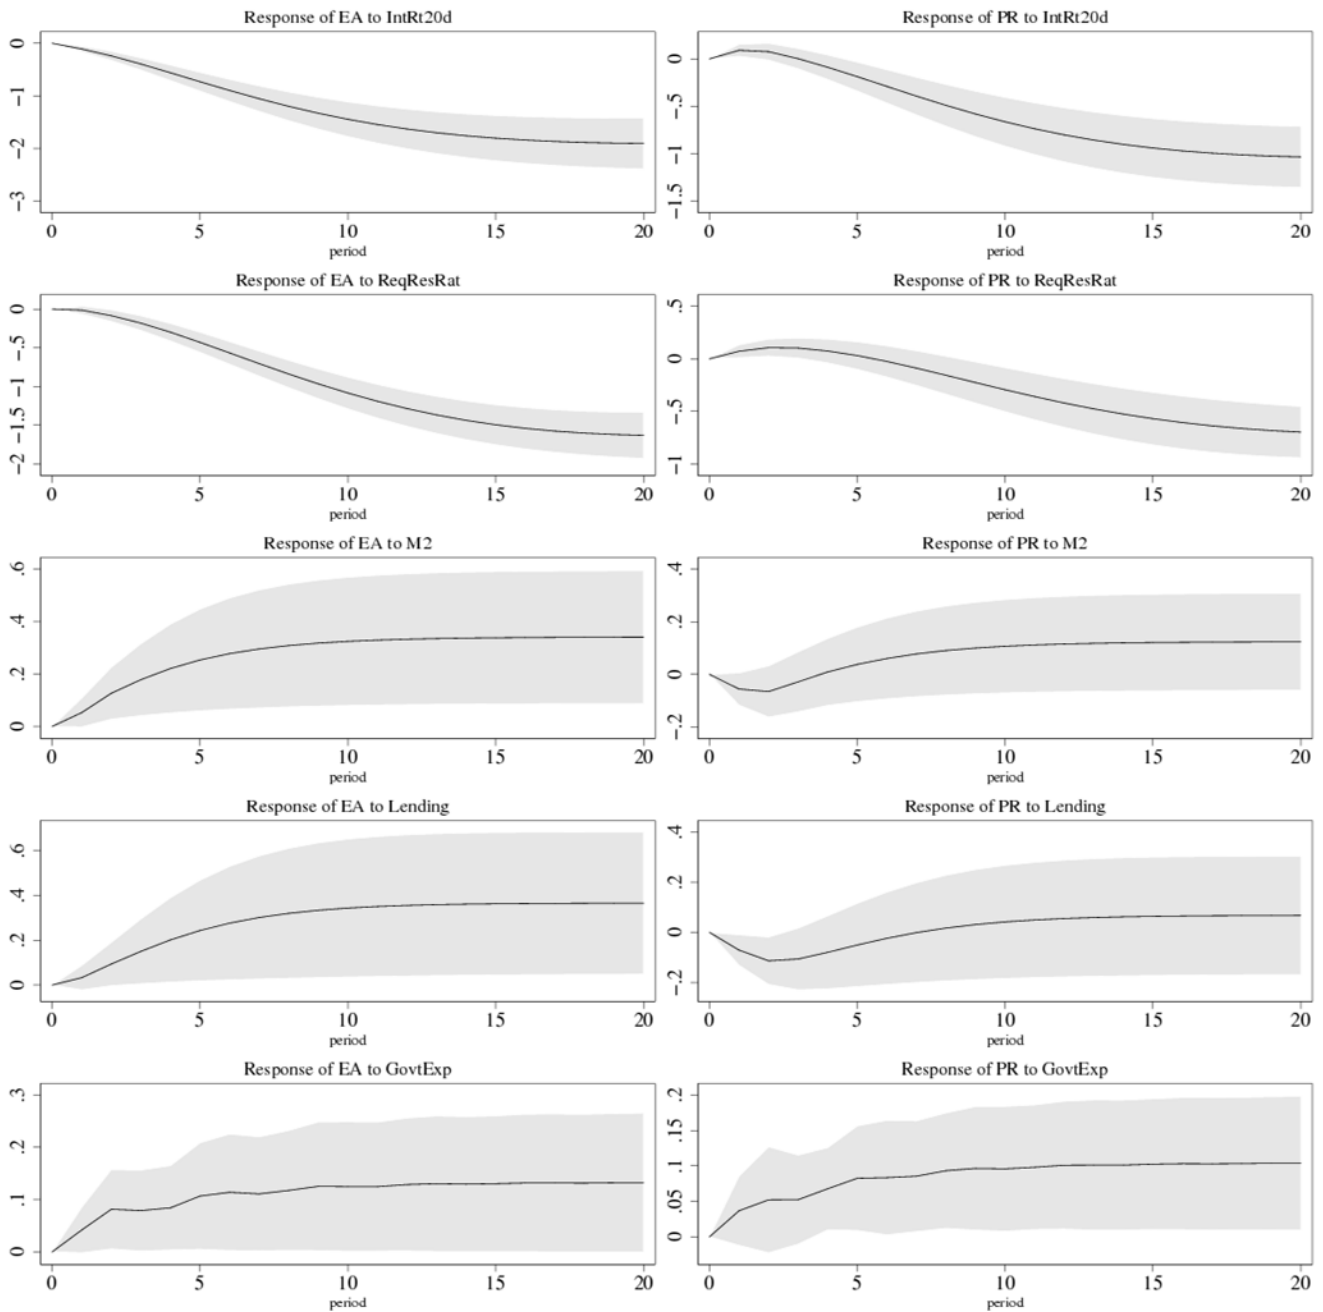 Response of EA to IntRt20d
0
−1
−2
−3
0 5 10 15 20
period
Response of PR to IntRt20d
0
−.5
−1
−1.5
0 5 10 15 20
period
Response of EA to ReqResRat
0
−.5
−1
−1.5
−2
0 5 10 15 20
period
Response of PR to ReqResRat
.5
0
−.5
−1
0 5 10 15 20
period
Response of EA to M2
.6
.4
.2
0
0 5 10 15 20
period
Response of PR to M2
.4
.2
0
−.2
0 5 10 15 20
period
Response of EA to Lending
.6
.4
.2
0
0 5 10 15 20
period
Response of PR to Lending
.4
.2
0
−.2
0 5 10 15 20
period
Response of EA to GovtExp
.3
.2
.1
0
0 5 10 15 20
period
Response of PR to GovtExp
.2
.15
.1
.05
0
0 5 10 15 20
period